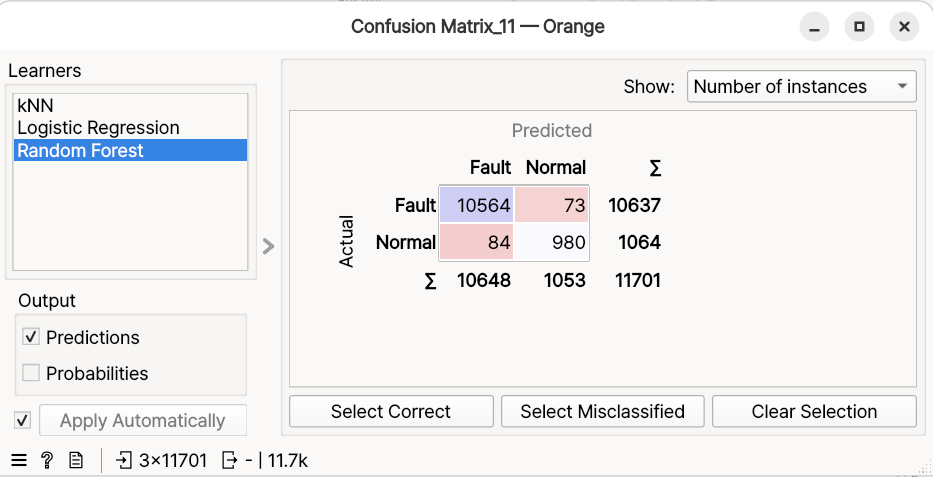 Confusion Matrix_11 — Orange
Learners
kNN
Logistic Regression
Random Forest
Output
Predictions
Probabilities
Apply Automatically
Show: Number of instances
Predicted
Fault Normal Σ
Actual
Fault 10564 73 10637
Normal 84 980 1064
Σ 10648 1053 11701
Select Correct Select Misclassified Clear Selection
? 3×11701 - | 11.7k